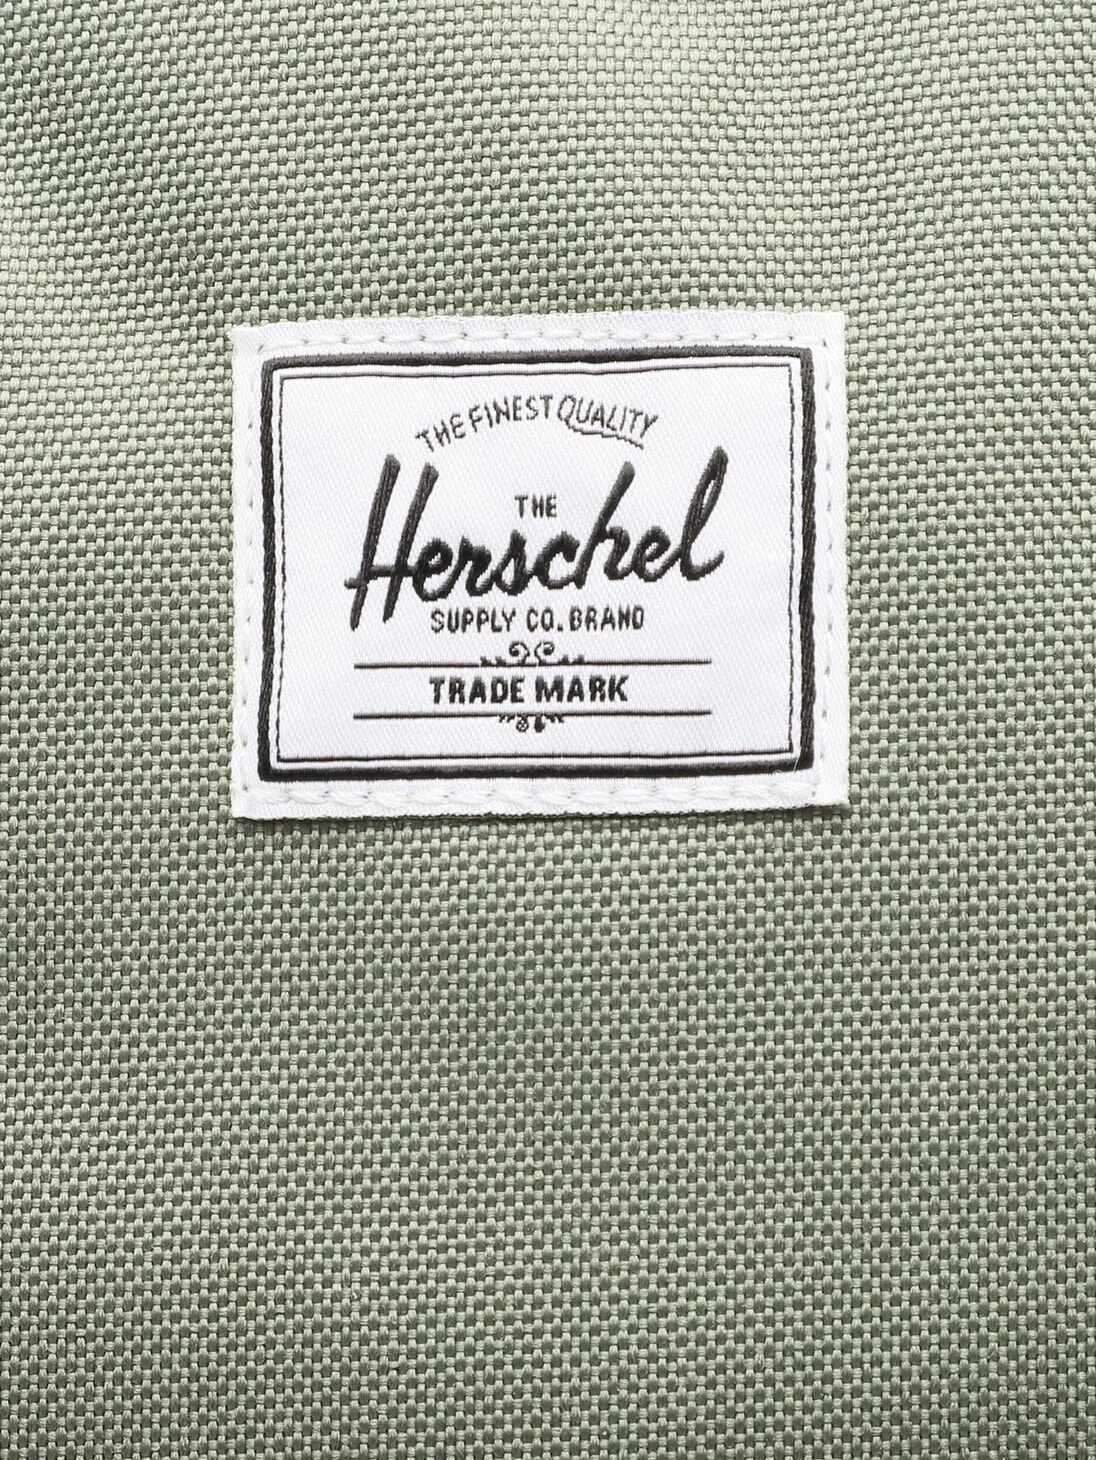 THE FINEST QUALITY
THE
Herschel
SUPPLY CO. BRAND
TRADE MARK